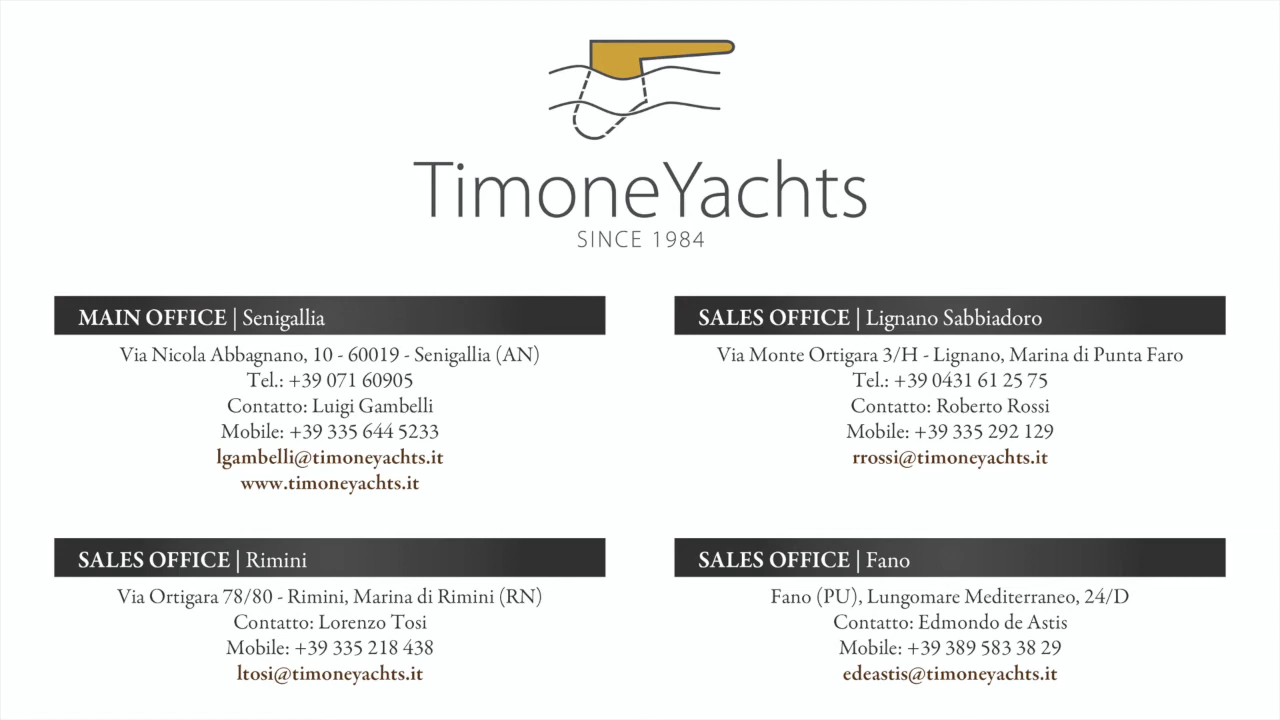 TimoneYachts
SINCE 1984
MAIN OFFICE | Senigallia
Via Nicola Abbagnano, 10 - 60019 - Senigallia (AN)
Tel.: +39 071 60905
Contatto: Luigi Gambelli
Mobile: +39 335 644 5233
lgambelli@timoneyachts.it
www.timoneyachts.it
SALES OFFICE | Lignano Sabbiadoro
Via Monte Ortigara 3/H - Lignano, Marina di Punta Faro
Tel.: +39 0431 61 25 75
Contatto: Roberto Rossi
Mobile: +39 335 292 129
rrossi@timoneyachts.it
SALES OFFICE | Rimini
Via Ortigara 78/80 - Rimini, Marina di Rimini (RN)
Contatto: Lorenzo Tosi
Mobile: +39 335 218 438
ltosi@timoneyachts.it
SALES OFFICE | Fano
Fano (PU), Lungomare Mediterraneo, 24/D
Contatto: Edmondo de Astis
Mobile: +39 389 583 38 29
edeastis@timoneyachts.it